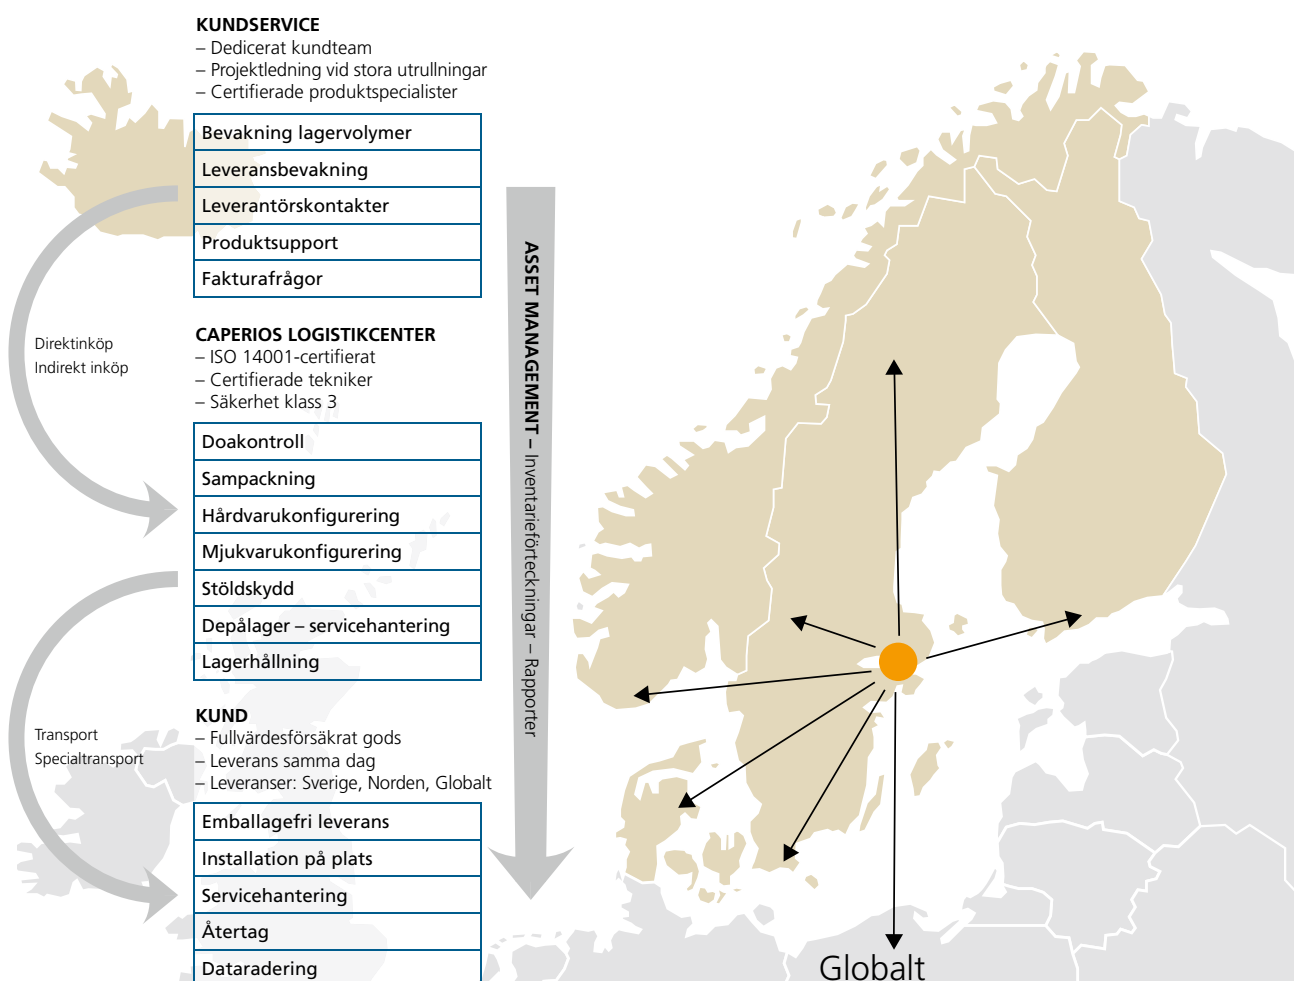 KUNDSERVICE
– Dedicerat kundteam
– Projektledning vid stora utrullningar
– Certifierade produktspecialister
Bevakning lagervolymer
Leveransbevakning
Leverantörskontakter
Produktsupport
Fakturafrågor
Direktinköp
Indirekt inköp
CAPERIOS LOGISTIKCENTER
– ISO 14001-certifierat
– Certifierade tekniker
– Säkerhet klass 3
Doakontroll
Sampackning
Hårdvarukonfigurering
Mjukvarukonfigurering
Stöldskydd
Depålager – servicehantering
Lagerhållning
Transport
Specialtransport
KUND
– Fullvärdesförsäkrat gods
– Leverans samma dag
– Leveranser: Sverige, Norden, Globalt
Emballagefri leverans
Installation på plats
Servicehantering
Återtag
Dataradering
ASSET MANAGEMENT – Inventarieförteckningar – Rapporter
Globalt